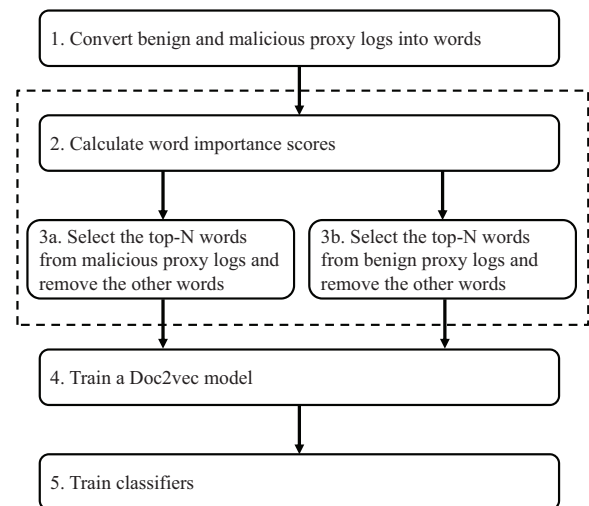 1. Convert benign and malicious proxy logs into words
2. Calculate word importance scores
3a. Select the top-N words
from malicious proxy logs and
remove the other words
3b. Select the top-N words
from benign proxy logs and
remove the other words
4. Train a Doc2vec model
5. Train classifiers